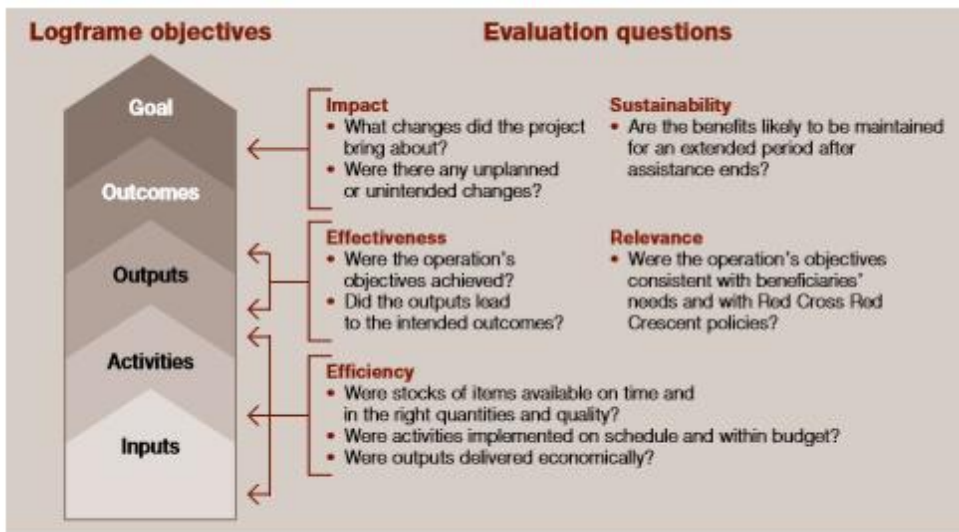 Logframe objectives
Evaluation questions
Goal
Outcomes
Outputs
Activities
Inputs
Impact
• What changes did the project
bring about?
• Were there any unplanned
or unintended changes?
Sustainability
• Are the benefits likely to be maintained
for an extended period after
assistance ends?
Effectiveness
• Were the operation's
objectives achieved?
• Did the outputs lead
to the intended outcomes?
Relevance
• Were the operation's objectives
consistent with beneficiaries'
needs and with Red Cross Red
Crescent policies?
Efficiency
• Were stocks of items available on time and
in the right quantities and quality?
• Were activities implemented on schedule and within budget?
• Were outputs delivered economically?